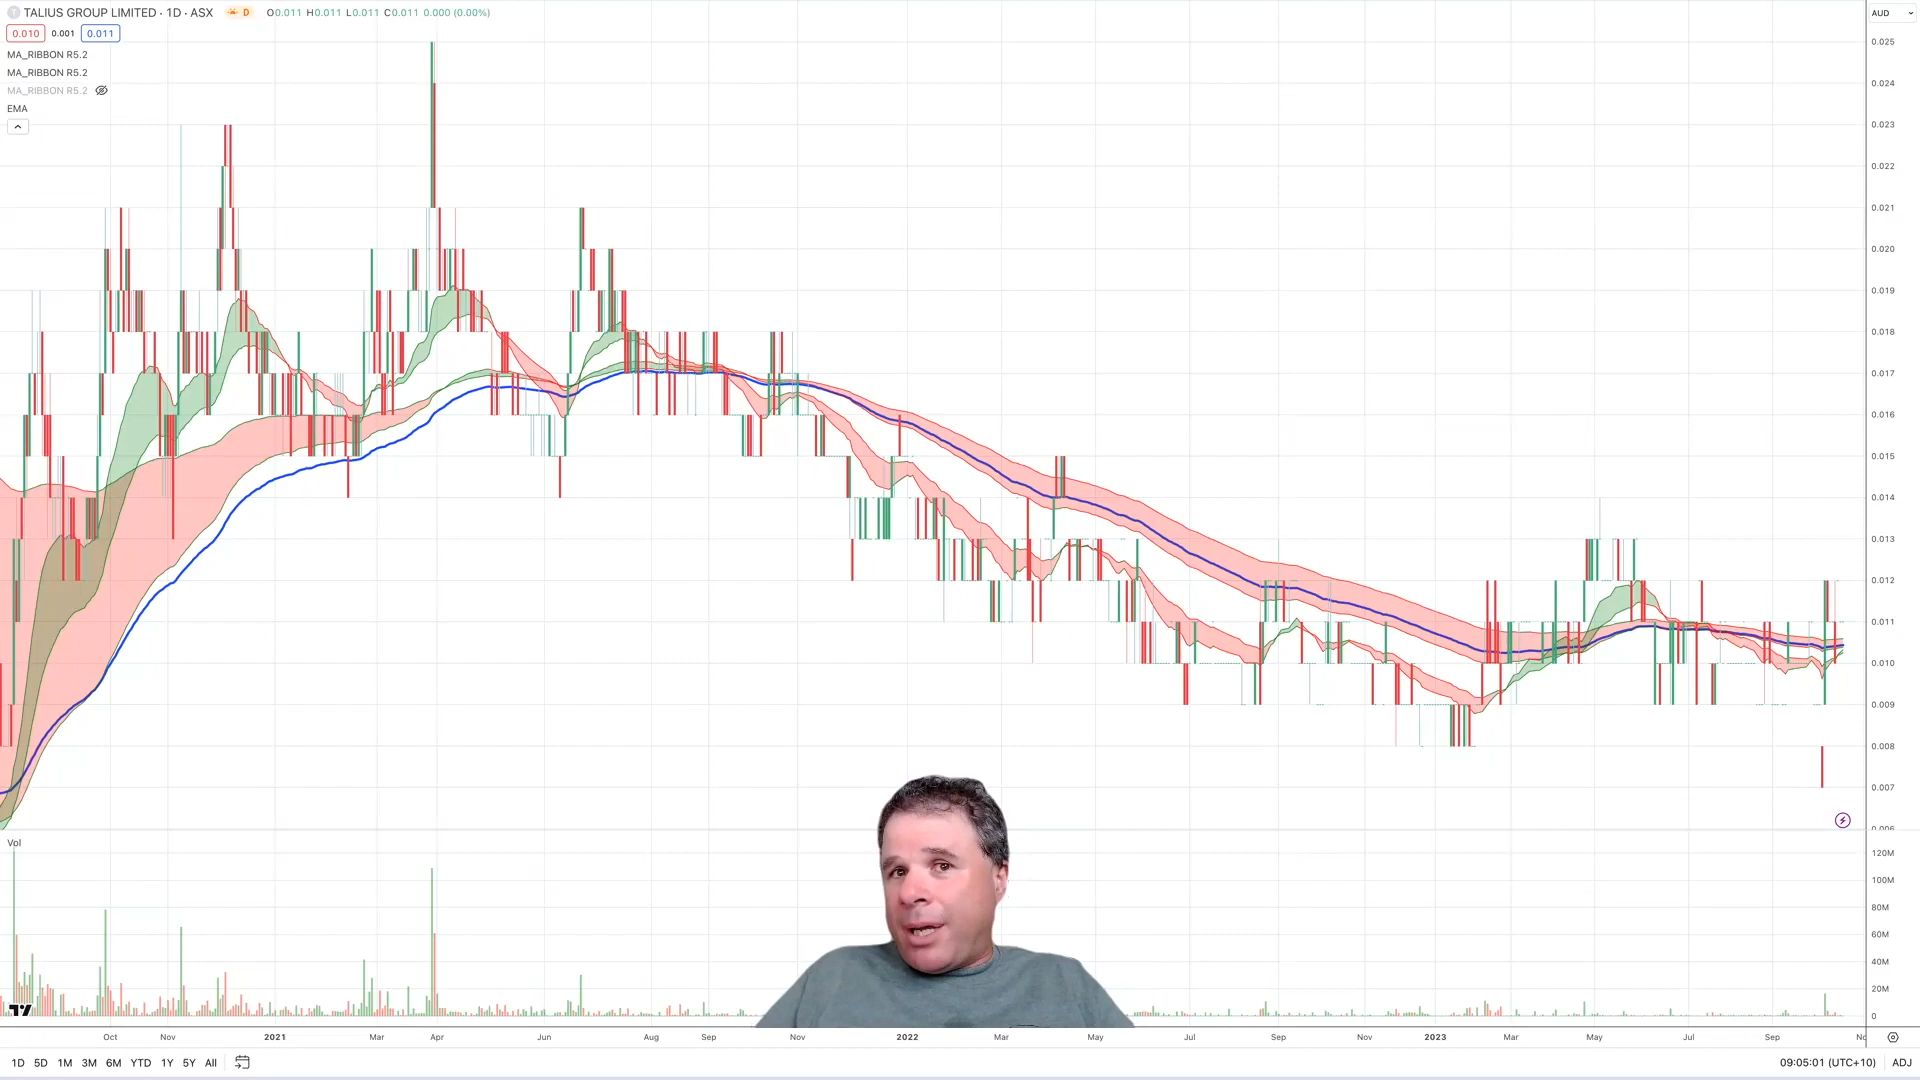 TALIUS GROUP LIMITED · 1D · ASX D O0.011 H0.011 L0.011 C0.011 0.000 (0.00%)
AUD
0.010 0.001 0.011
MA_RIBBON R5.2
MA_RIBBON R5.2
MA_RIBBON R5.2
EMA
0.025
0.024
0.023
0.022
0.021
0.020
0.019
0.018
0.017
0.016
0.015
0.014
0.013
0.012
0.011
0.010
0.009
0.008
0.007
0.006
Vol
120M
100M
80M
60M
40M
20M
0
Oct Nov 2021 Mar Apr Jun Aug Sep Nov 2022 Mar May Jul Sep Nov 2023 Mar May Jul Sep
1D 5D 1M 3M 6M YTD 1Y 5Y All 09:05:01 (UTC+10) ADJ